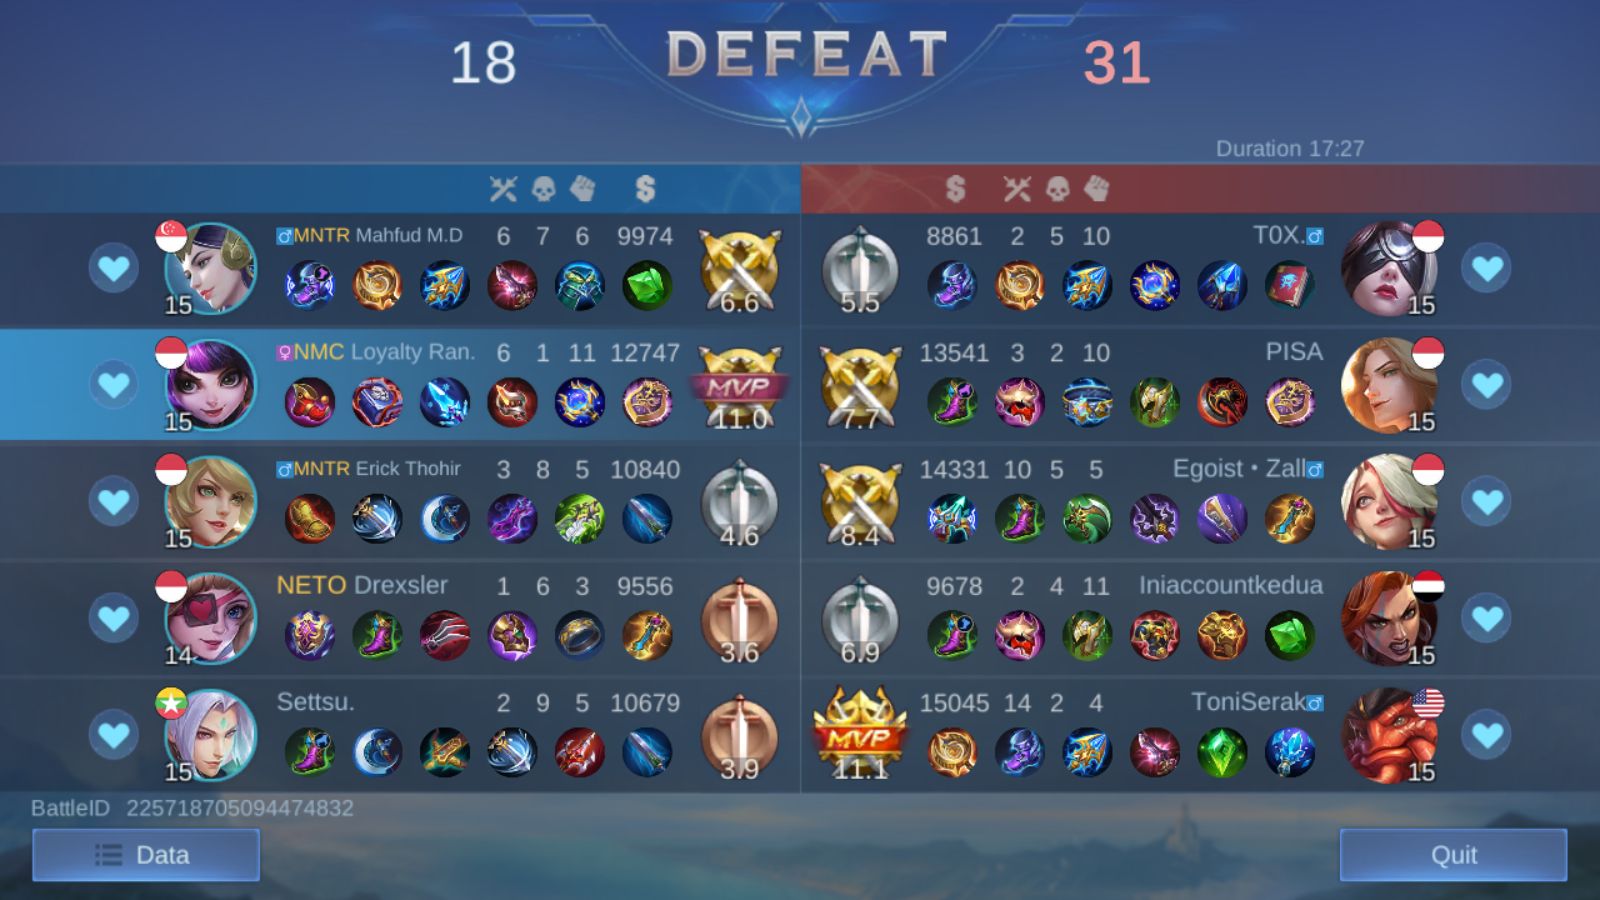 18 DEFEAT 31
Duration 17:27
MNTR Mahfud M.D 6 7 6 9974
15 6.6
8861 2 5 10 T0X.
5.5 15
NMC Loyalty Ran. 6 1 11 12747
15 MVP 11.0
13541 3 2 10 PISA
7.7 15
MNTR Erick Thohir 3 8 5 10840
15 4.6
14331 10 5 5 Egoist • Zall
8.4 15
NETO Drexsler 1 6 3 9556
14 3.6
9678 2 4 11 Iniaccountkedua
6.9 15
Settsu. 2 9 5 10679
15 3.9
15045 14 2 4 ToniSerak
MVP 11.1 15
BattleID 225718705094474832
Data Quit